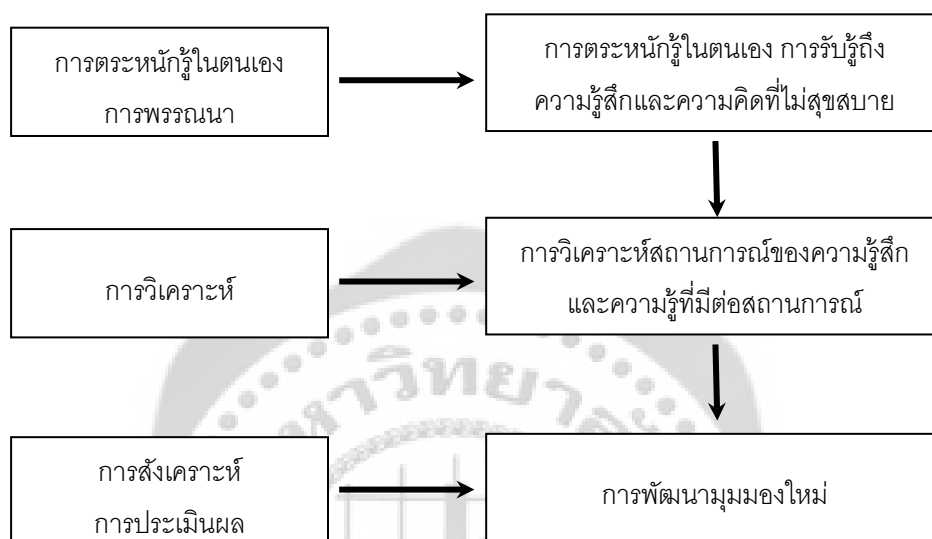 การตระหนักรู้ในตนเอง
การพรรณนา
การตระหนักรู้ในตนเอง การรับรู้ถึง
ความรู้สึกและความคิดที่ไม่สุขสบาย
การวิเคราะห์
การวิเคราะห์สถานการณ์ของความรู้สึก
และความรู้ที่มีต่อสถานการณ์
การสังเคราะห์
การประเมินผล
การพัฒนามุมมองใหม่